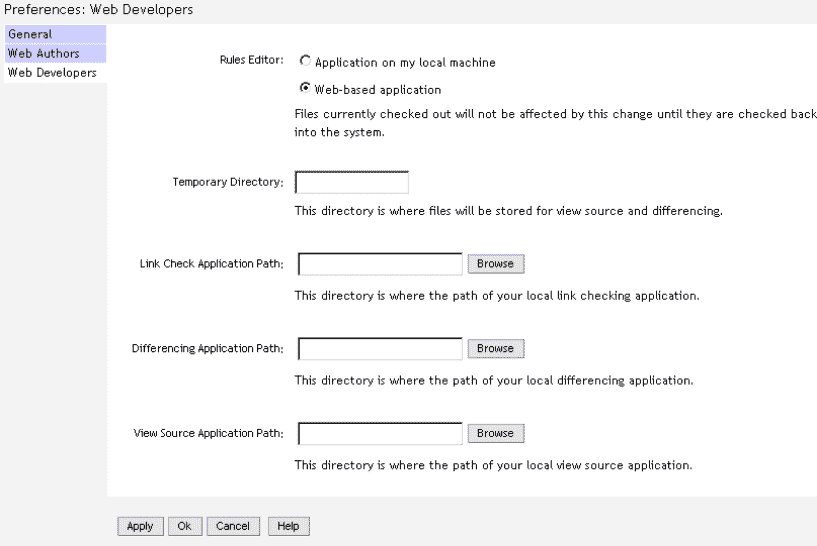 Preferences: Web Developers
General
Web Authors
Web Developers
Rules Editor:
Application on my local machine
Web-based application
Files currently checked out will not be affected by this change until they are checked back
into the system.
Temporary Directory:
This directory is where files will be stored for view source and differencing.
Link Check Application Path:
Browse
This directory is where the path of your local link checking application.
Differencing Application Path:
Browse
This directory is where the path of your local differencing application.
View Source Application Path:
Browse
This directory is where the path of your local view source application.
Apply Ok Cancel Help